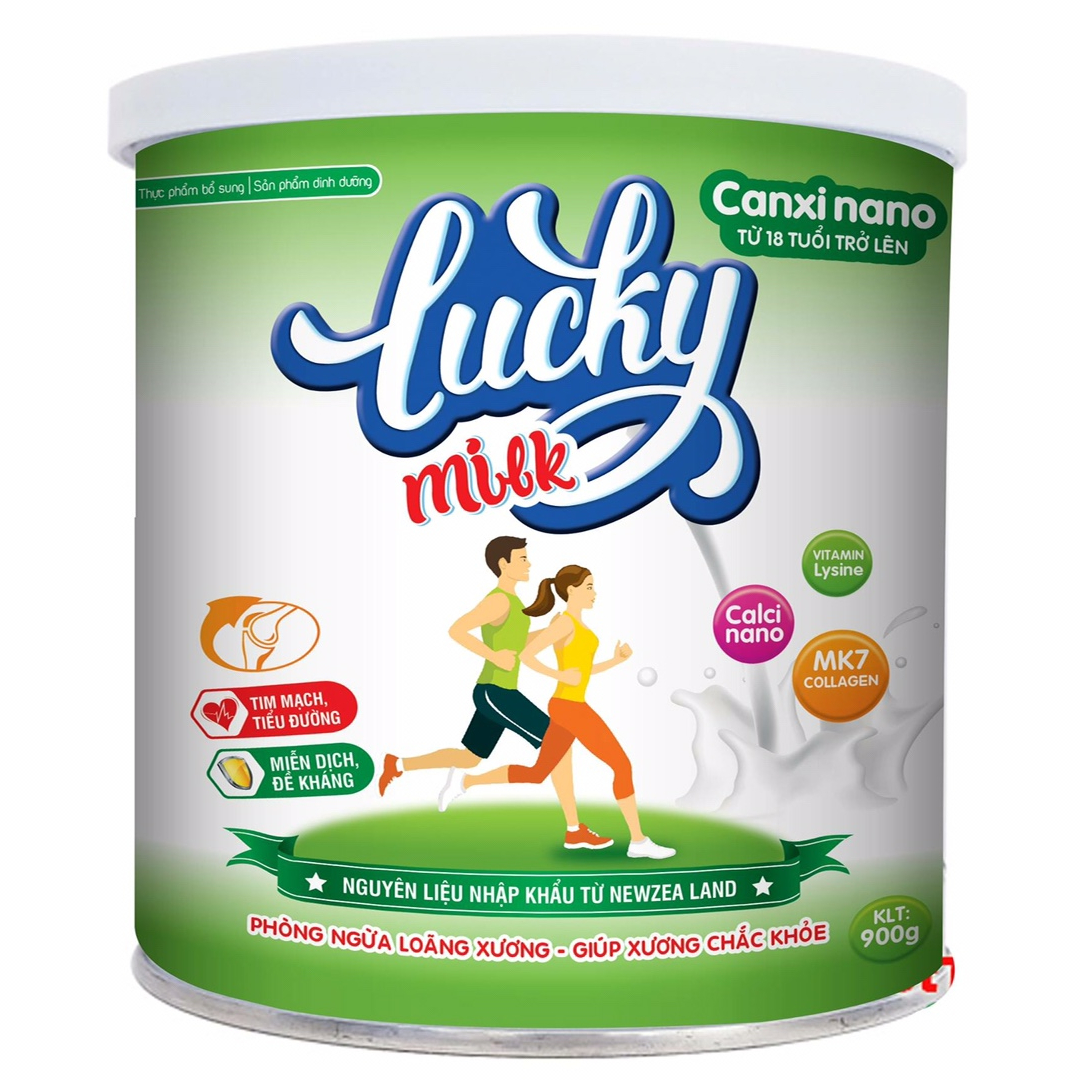 Thực phẩm bổ sung | Sản phẩm dinh dưỡng
Canxi nano
TỪ 18 TUỔI TRỞ LÊN
lucky
milk
VITAMIN
Lysine
Calci
nano
MK7
COLLAGEN
TIM MẠCH,
TIỂU ĐƯỜNG
MIỄN DỊCH,
ĐỀ KHÁNG
NGUYÊN LIỆU NHẬP KHẨU TỪ NEWZEA LAND
PHÒNG NGỪA LOÃNG XƯƠNG - GIÚP XƯƠNG CHẮC KHỎE
KLT:
900g